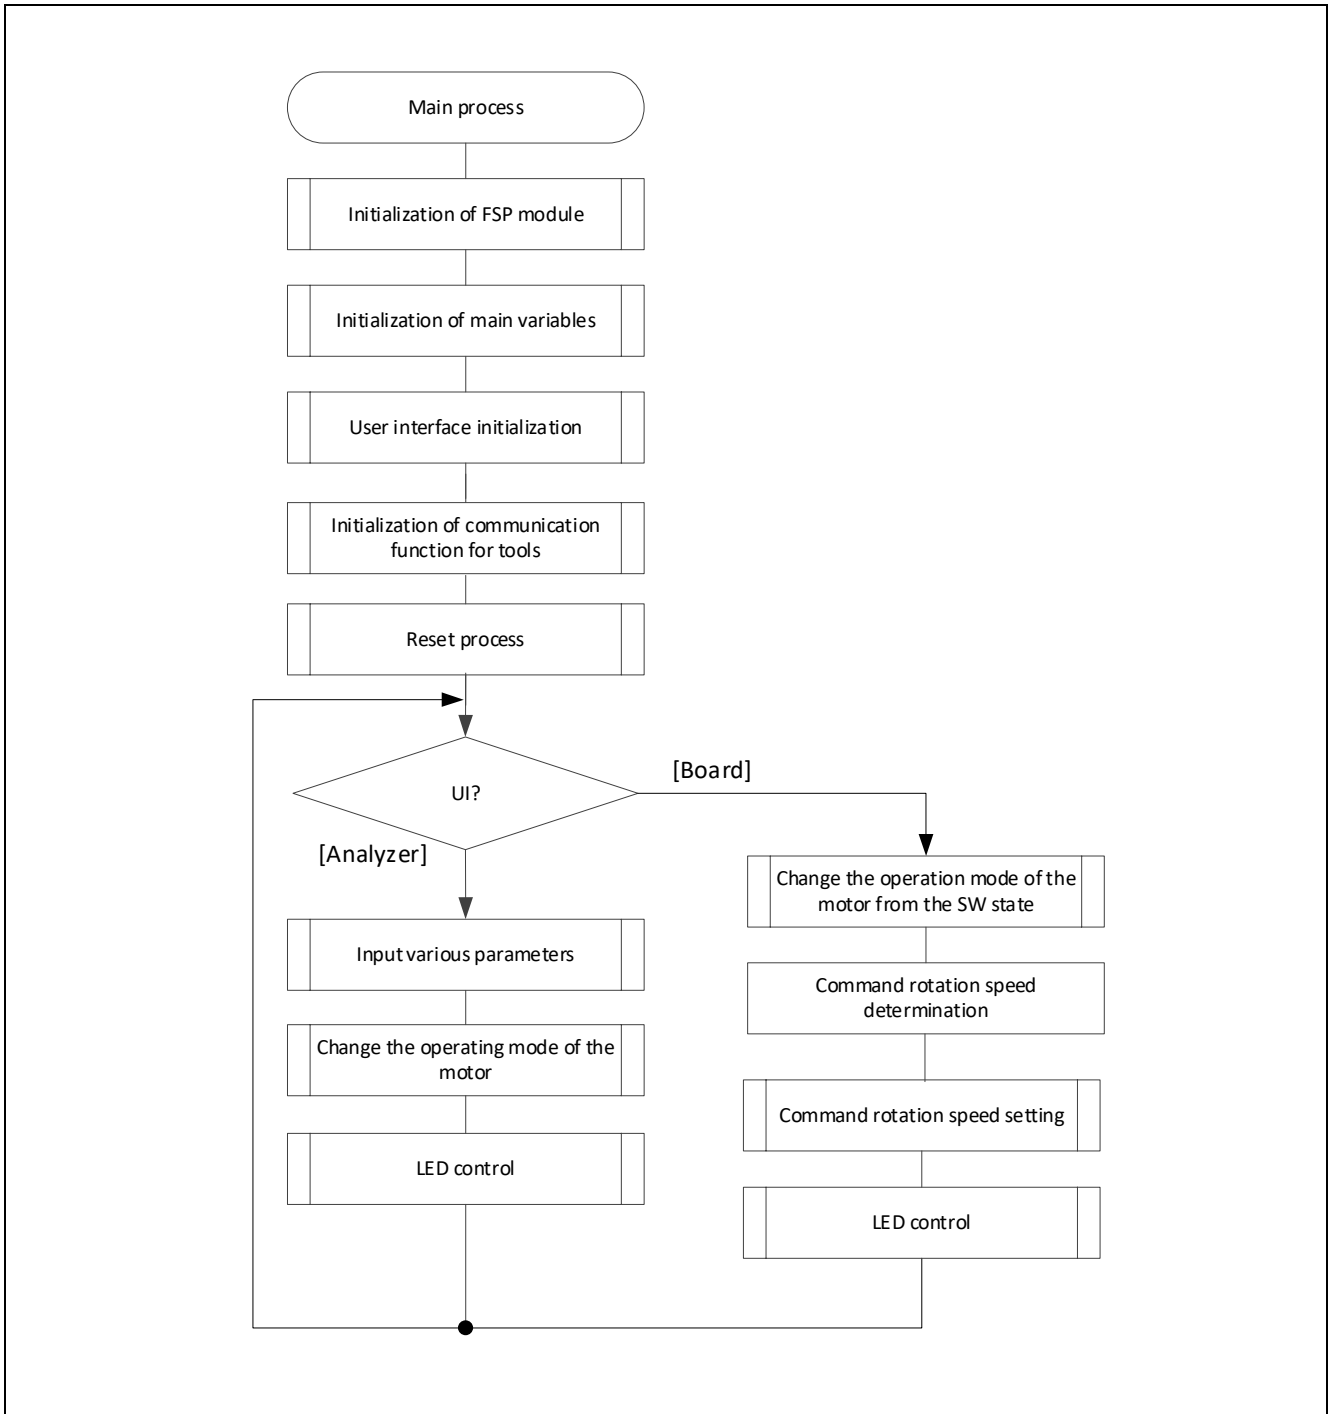 Main process
Initialization of FSP module
Initialization of main variables
User interface initialization
Initialization of communication
function for tools
Reset process
UI?
[Board]
[Analyzer]
Input various parameters
Change the operating mode of the
motor
LED control
Change the operation mode of the
motor from the SW state
Command rotation speed
determination
Command rotation speed setting
LED control